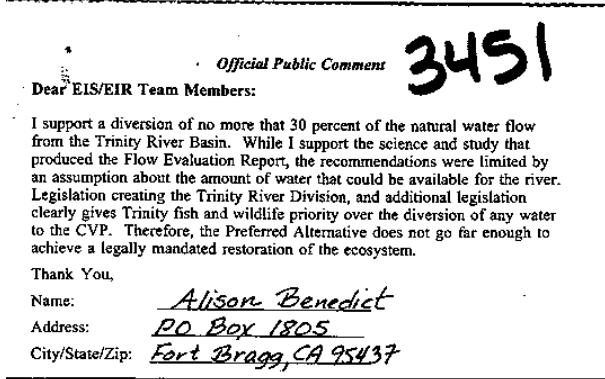 Official Public Comment 3451
Dear EIS/EIR Team Members:
I support a diversion of no more that 30 percent of the natural water flow
from the Trinity River Basin. While I support the science and study that
produced the Flow Evaluation Report, the recommendations were limited by
an assumption about the amount of water that could be available for the river.
Legislation creating the Trinity River Division, and additional legislation
clearly gives Trinity fish and wildlife priority over the diversion of any water
to the CVP. Therefore, the Preferred Alternative does not go far enough to
achieve a legally mandated restoration of the ecosystem.
Thank You,
Name: Alison Benedict
Address: PO Box 1805
City/State/Zip: Fort Bragg, CA 95437